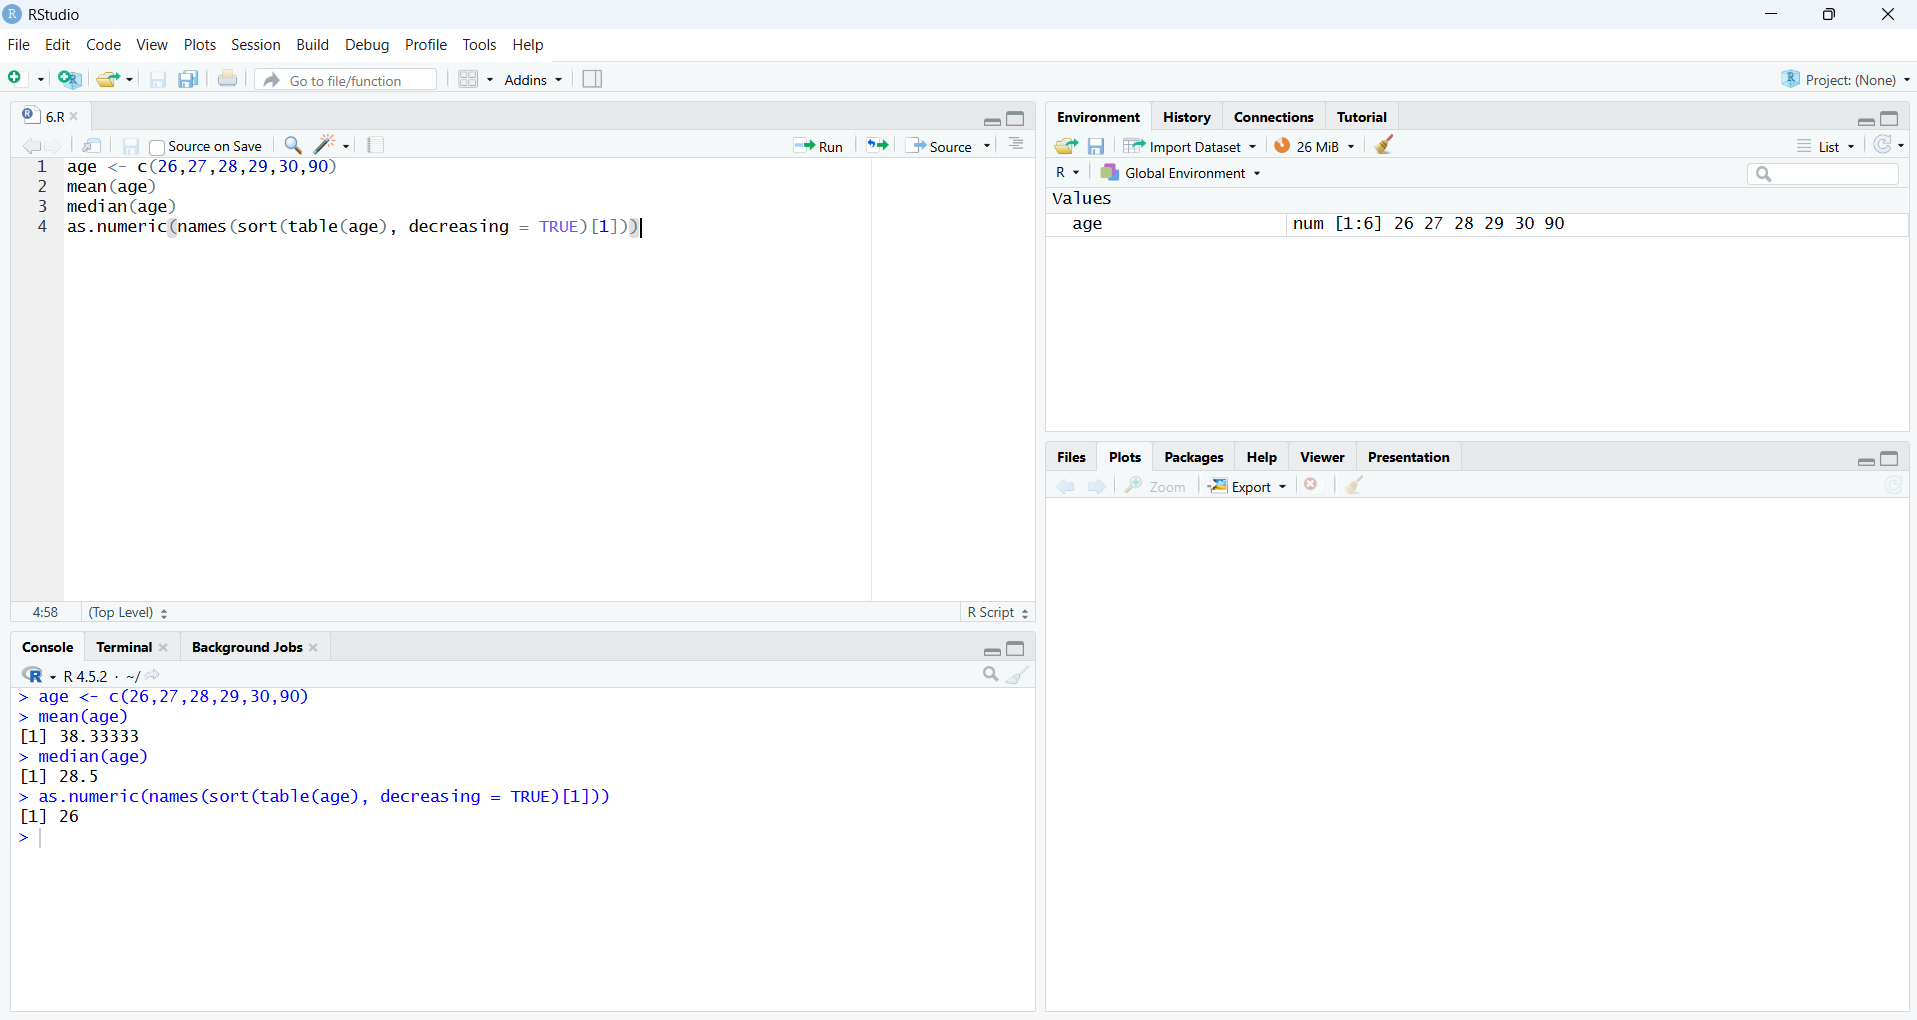 RStudio
File Edit Code View Plots Session Build Debug Profile Tools Help
Go to file/function Addins Project: (None)
6.R
Source on Save Run Source
1 age <- c(26,27,28,29,30,90)
2 mean(age)
3 median(age)
4 as.numeric(names(sort(table(age), decreasing = TRUE)[1]))
4:58 (Top Level) R Script
Console Terminal Background Jobs
R 4.5.2 · ~/
> age <- c(26,27,28,29,30,90)
> mean(age)
[1] 38.33333
> median(age)
[1] 28.5
> as.numeric(names(sort(table(age), decreasing = TRUE)[1]))
[1] 26
>
Environment History Connections Tutorial
Import Dataset 26 MiB List
R Global Environment
Values
age num [1:6] 26 27 28 29 30 90
Files Plots Packages Help Viewer Presentation
Zoom Export